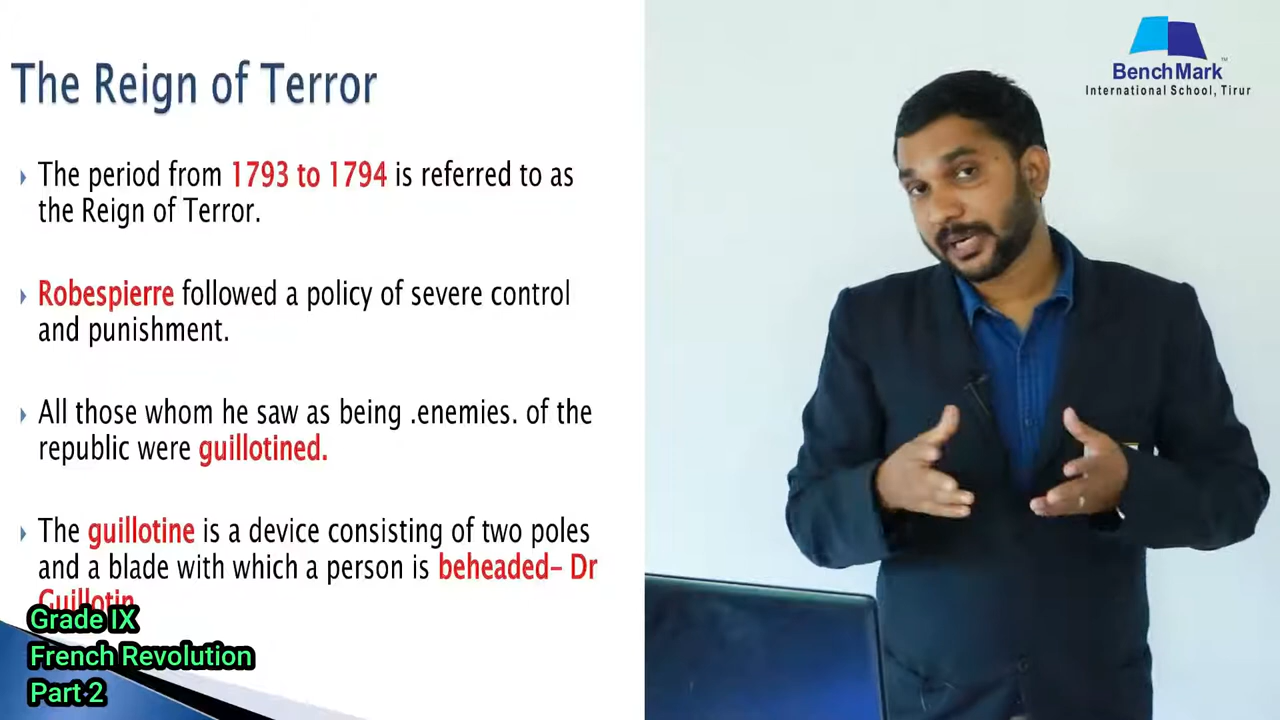 The Reign of Terror
The period from 1793 to 1794 is referred to as
the Reign of Terror.
Robespierre followed a policy of severe control
and punishment.
All those whom he saw as being .enemies. of the
republic were guillotined.
The guillotine is a device consisting of two poles
and a blade with which a person is beheaded- Dr
Guillotin
Grade IX
French Revolution
Part 2
BenchMark™
International School, Tirur